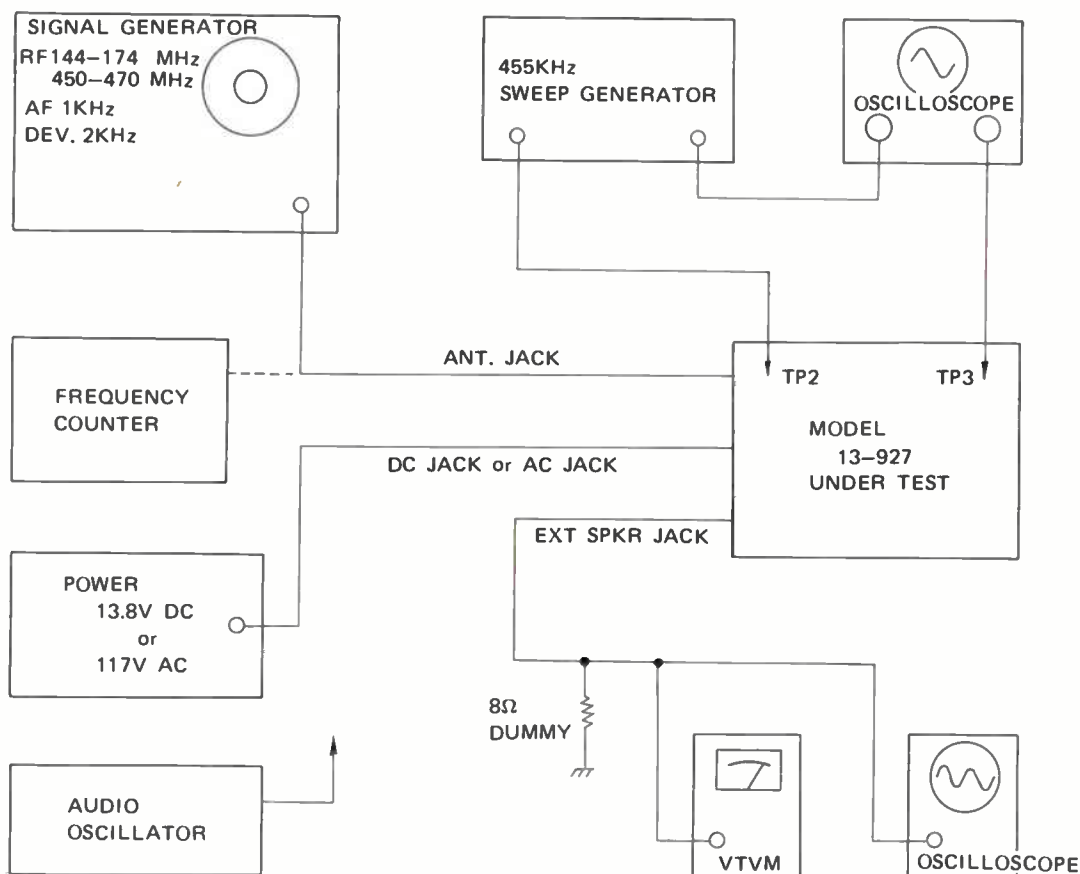 SIGNAL GENERATOR
RF144–174 MHz
450–470 MHz
AF 1KHz
DEV. 2KHz
455KHz
SWEEP GENERATOR
OSCILLOSCOPE
FREQUENCY
COUNTER
ANT. JACK
TP2
TP3
MODEL
13–927
UNDER TEST
DC JACK or AC JACK
EXT SPKR JACK
POWER
13.8V DC
or
117V AC
8Ω
DUMMY
AUDIO
OSCILLATOR
VTVM
OSCILLOSCOPE